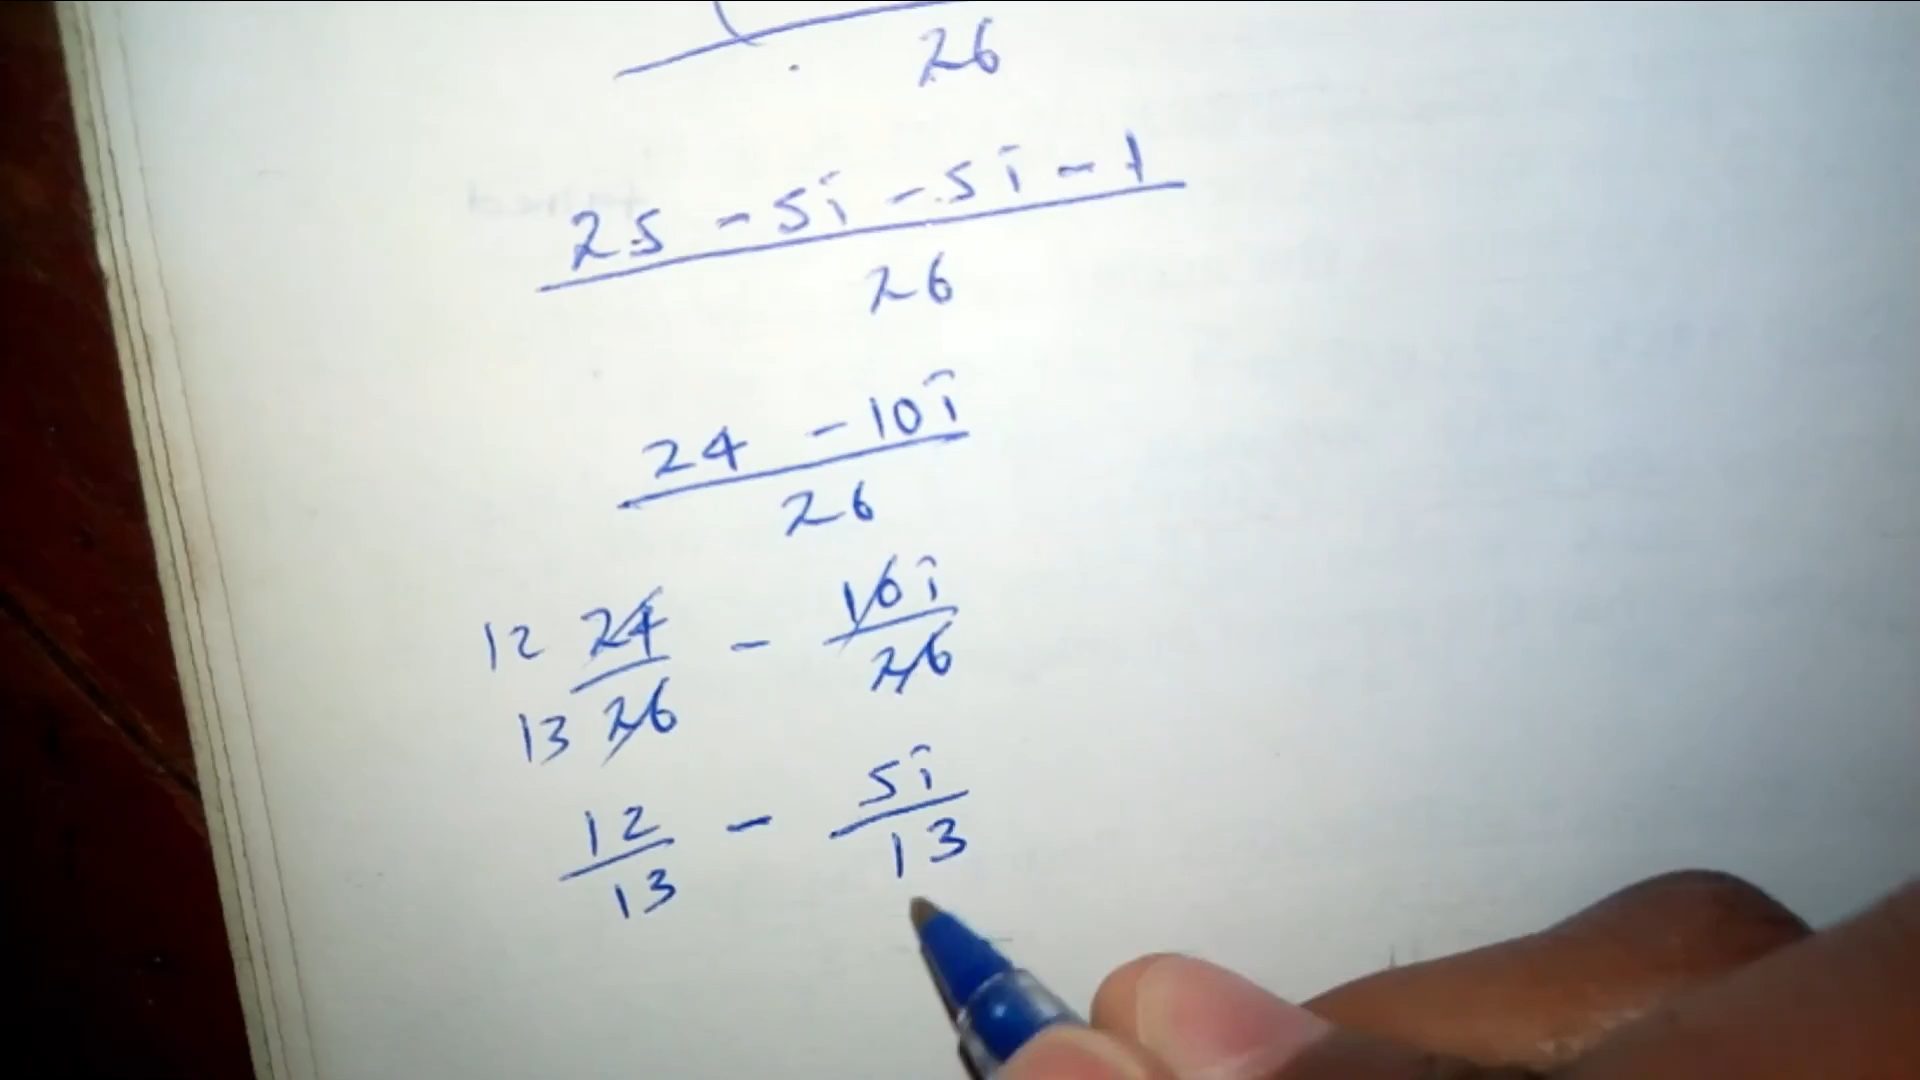 26
25 - 5i - 5i - 1
26
24 - 10i
26
12 24 - 10i
13 26 26
12 - 5i
13 13